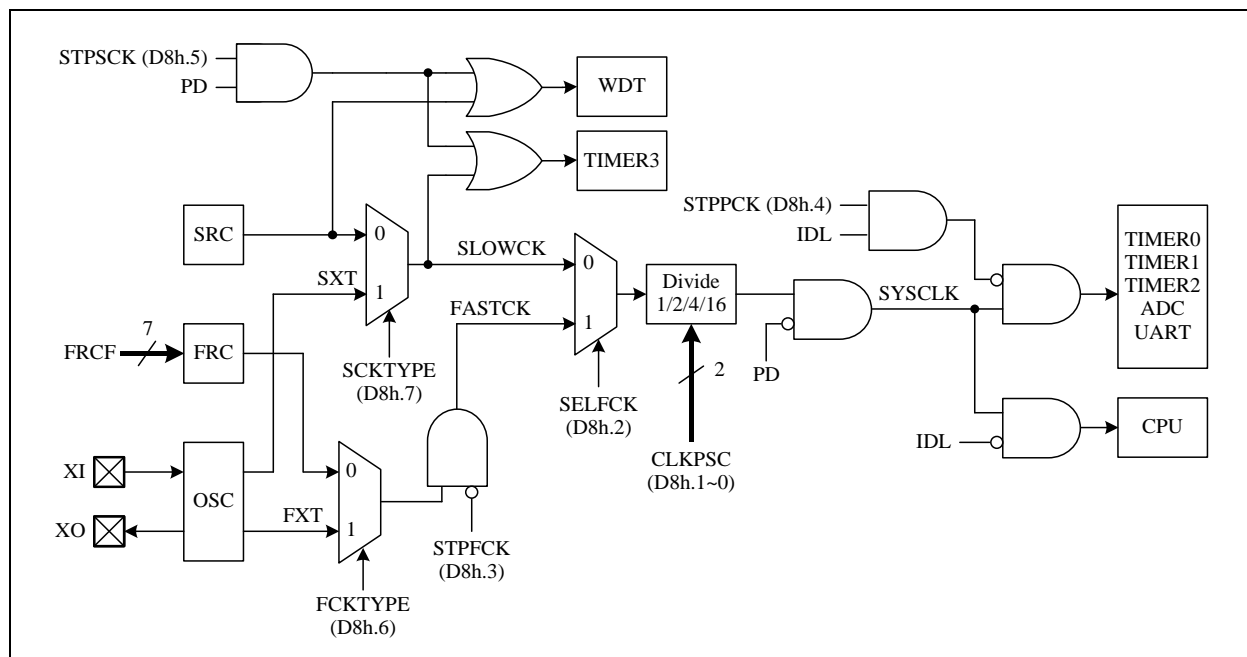 STPSCK (D8h.5)
PD
WDT
TIMER3
STPPCK (D8h.4)
IDL
SRC
0
SXT
1
SLOWCK
FASTCK
0
1
Divide
1/2/4/16
SYSCLK
TIMER0
TIMER1
TIMER2
ADC
UART
FRCF
7
FRC
SCKTYPE
(D8h.7)
SELFCK
(D8h.2)
2
PD
CLKPSC
(D8h.1~0)
IDL
CPU
XI
XO
OSC
FXT
0
1
STPFCK
(D8h.3)
FCKTYPE
(D8h.6)